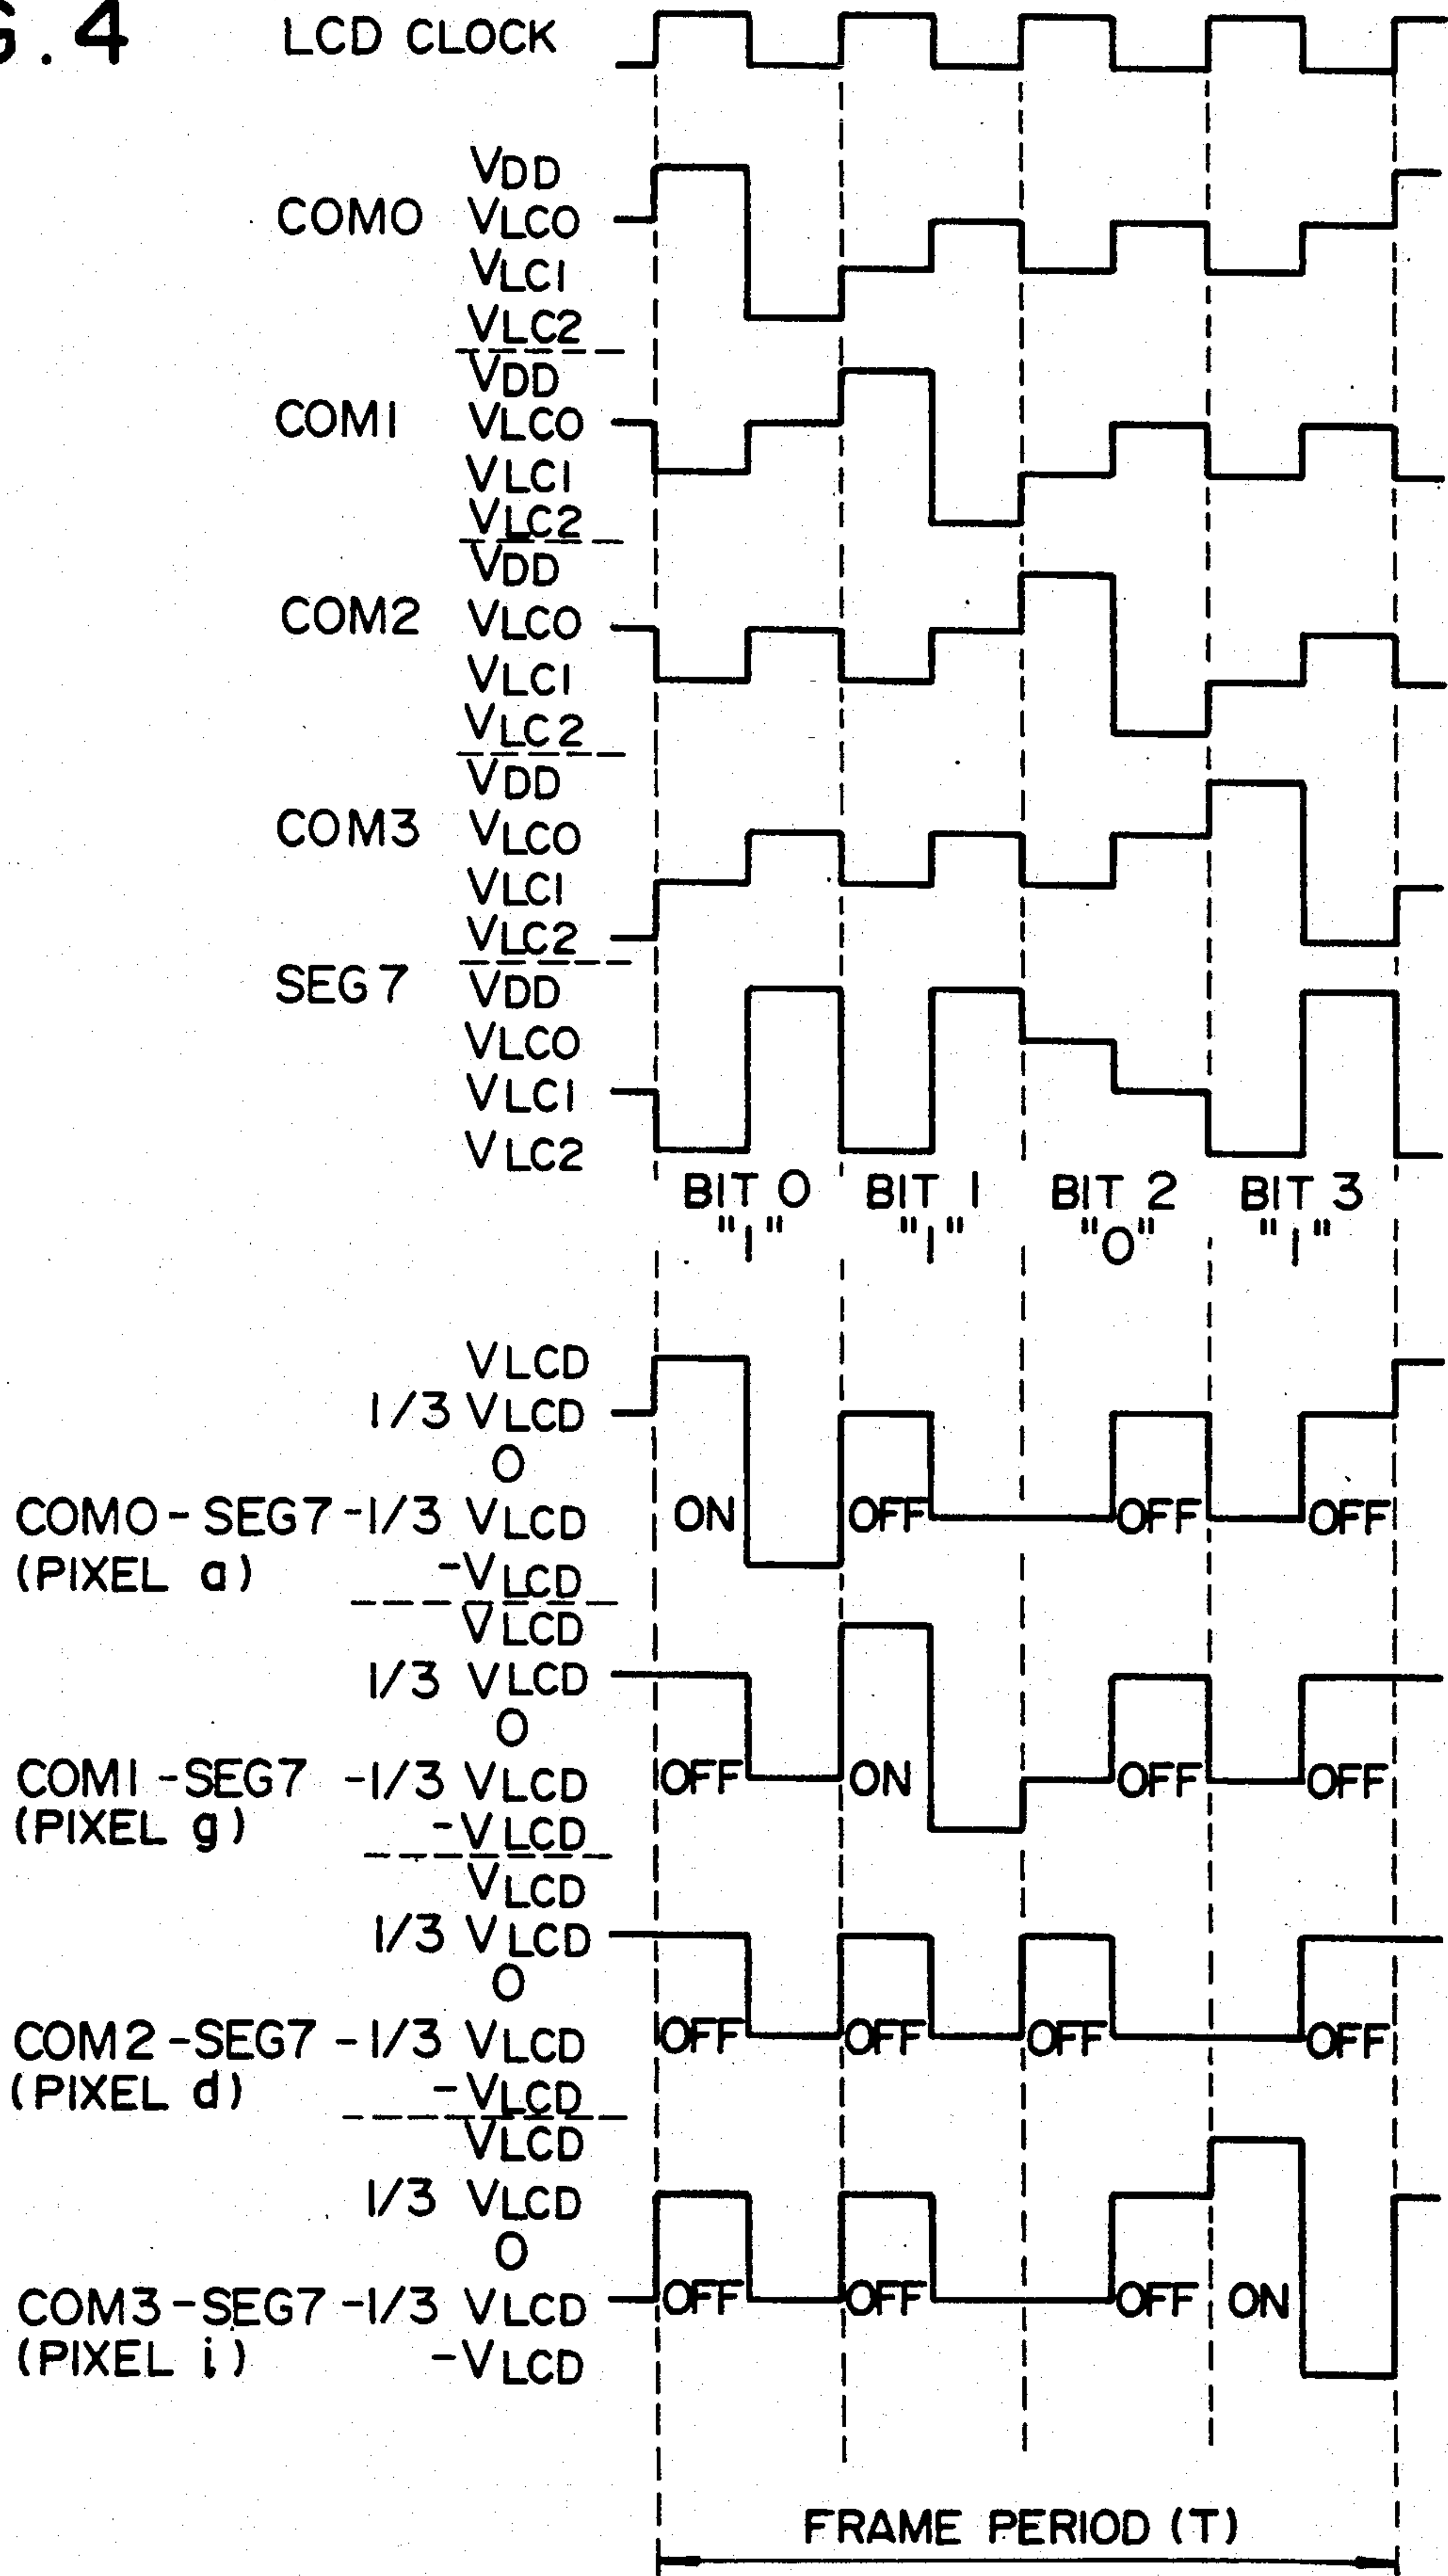 G.4
LCD CLOCK
VDD
COM0 VLC0
VLC1
VLC2
VDD
COM1 VLC0
VLC1
VLC2
VDD
COM2 VLC0
VLC1
VLC2
VDD
COM3 VLC0
VLC1
VLC2
SEG7 VDD
VLC0
VLC1
VLC2
BIT 0 BIT 1 BIT 2 BIT 3
"1" "1" "0" "1"
VLCD
1/3 VLCD
0
COM0-SEG7 -1/3 VLCD ON OFF OFF OFF
(PIXEL a) -VLCD
VLCD
1/3 VLCD
0
COM1-SEG7 -1/3 VLCD OFF ON OFF OFF
(PIXEL g) -VLCD
VLCD
1/3 VLCD
0
COM2-SEG7 -1/3 VLCD OFF OFF OFF OFF
(PIXEL d) -VLCD
VLCD
1/3 VLCD
0
COM3-SEG7 -1/3 VLCD OFF OFF OFF ON
(PIXEL i) -VLCD
FRAME PERIOD (T)